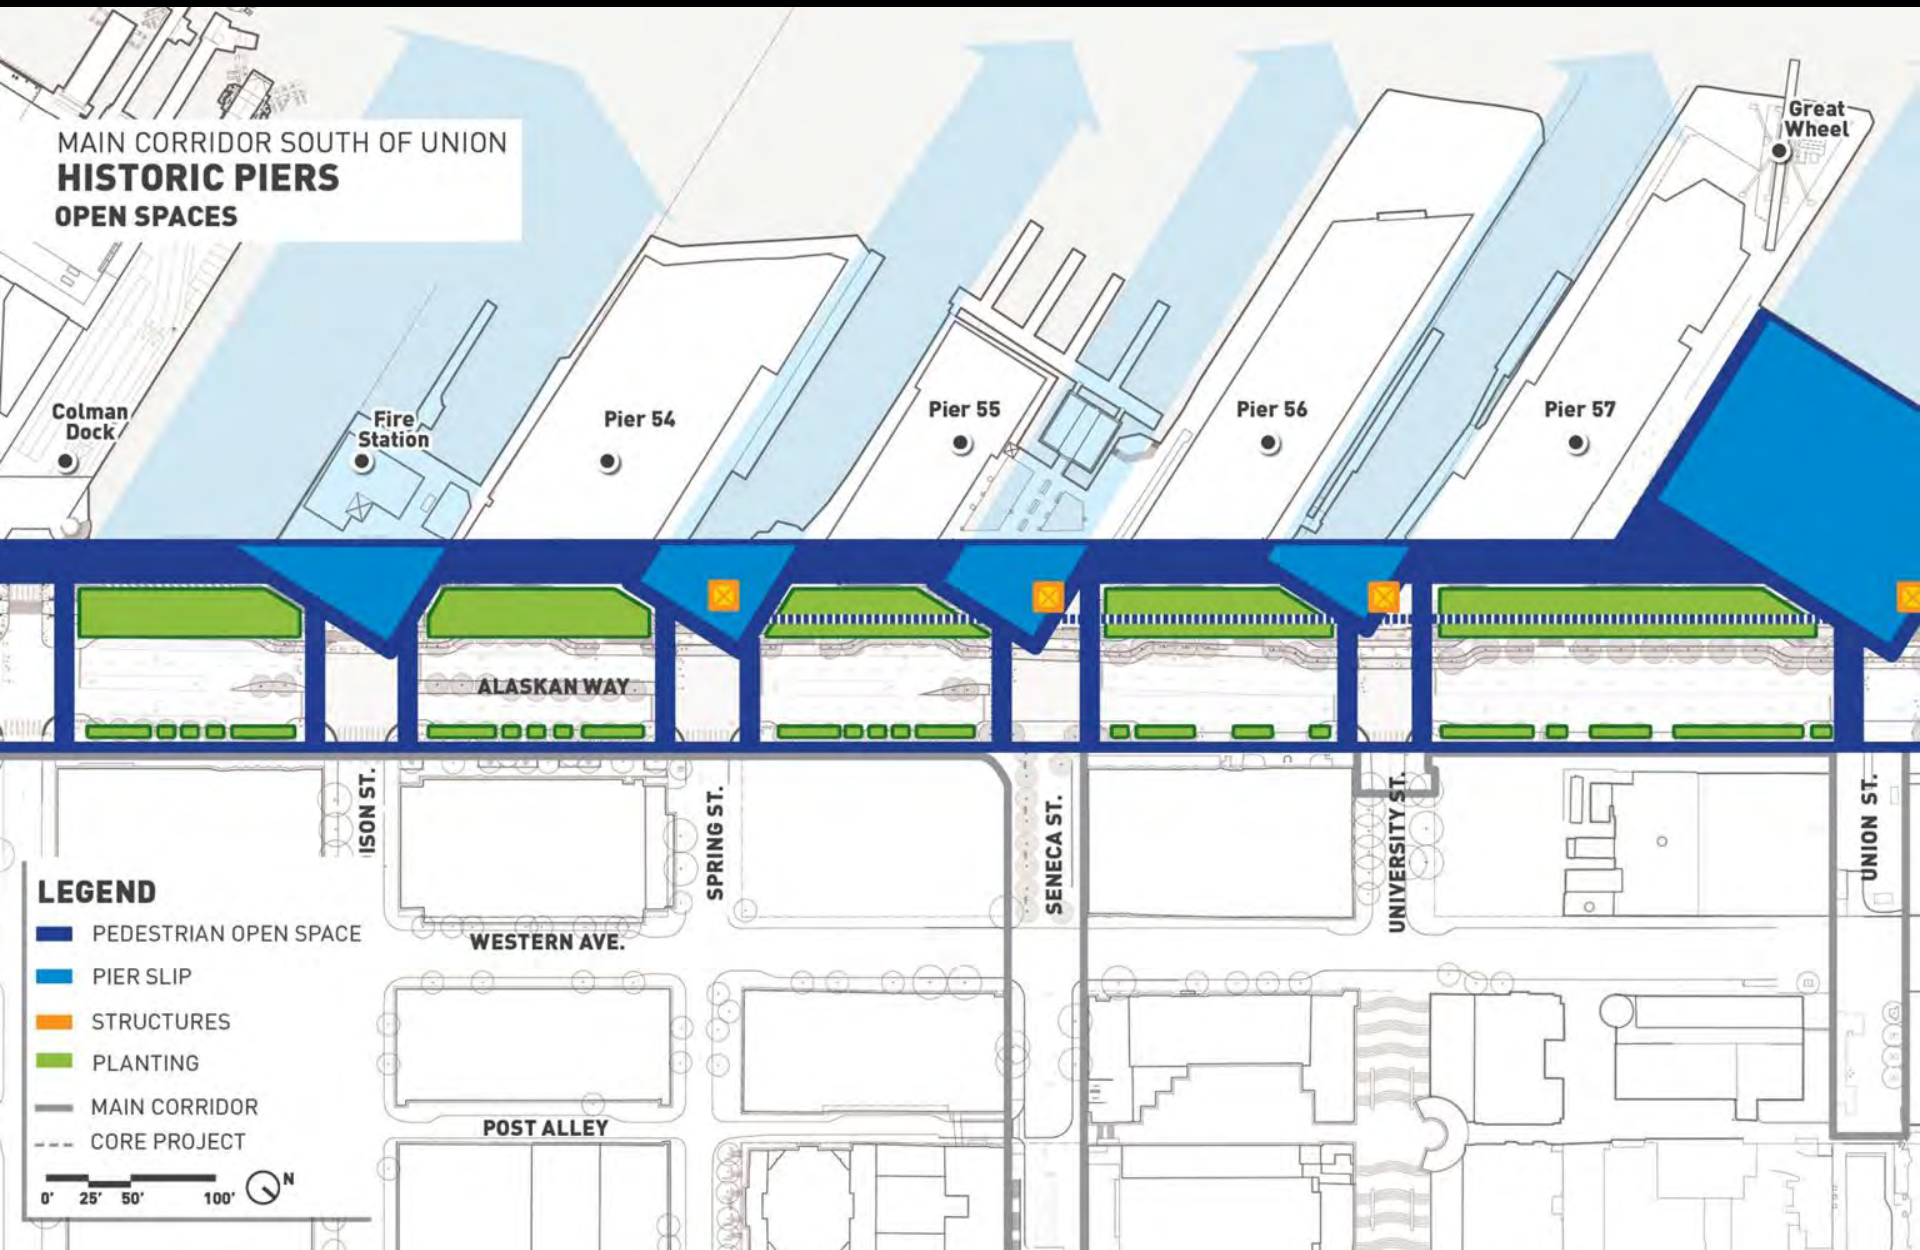 MAIN CORRIDOR SOUTH OF UNION
HISTORIC PIERS
OPEN SPACES
Great
Wheel
Colman
Dock
Fire
Station
Pier 54
Pier 55
Pier 56
Pier 57
ALASKAN WAY
ISON ST.
SPRING ST.
SENECA ST.
UNIVERSITY ST.
UNION ST.
WESTERN AVE.
POST ALLEY
LEGEND
PEDESTRIAN OPEN SPACE
PIER SLIP
STRUCTURES
PLANTING
MAIN CORRIDOR
CORE PROJECT
0' 25' 50' 100'
N